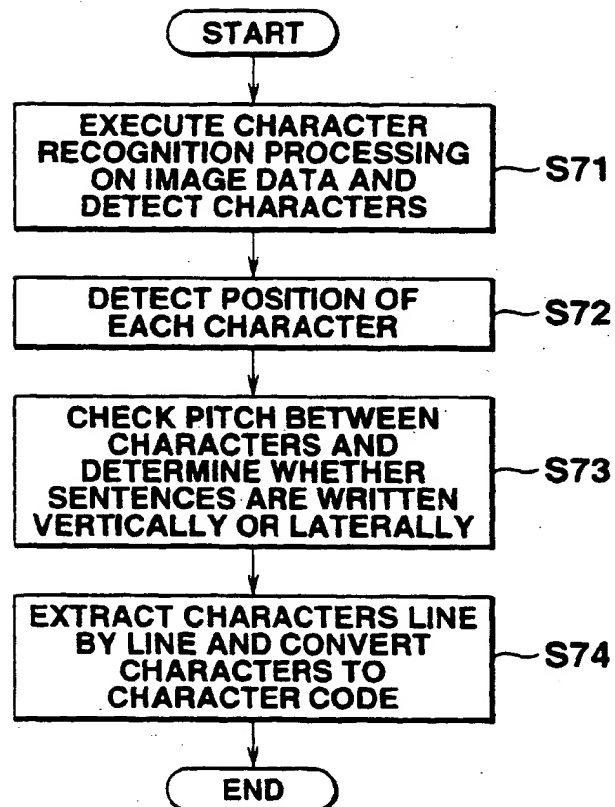 START
EXECUTE CHARACTER
RECOGNITION PROCESSING
ON IMAGE DATA AND
DETECT CHARACTERS
S71
DETECT POSITION OF
EACH CHARACTER
S72
CHECK PITCH BETWEEN
CHARACTERS AND
DETERMINE WHETHER
SENTENCES ARE WRITTEN
VERTICALLY OR LATERALLY
S73
EXTRACT CHARACTERS LINE
BY LINE AND CONVERT
CHARACTERS TO
CHARACTER CODE
S74
END